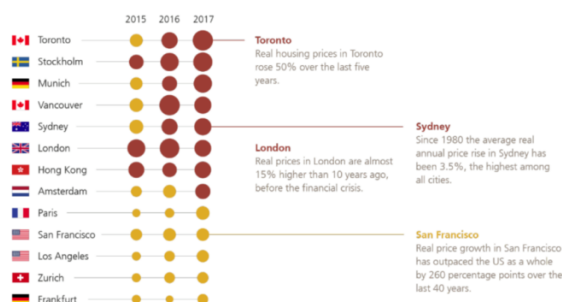 2015 2016 2017
Toronto
Stockholm
Munich
Vancouver
Sydney
London
Hong Kong
Amsterdam
Paris
San Francisco
Los Angeles
Zurich
Frankfurt
Toronto
Real housing prices in Toronto
rose 50% over the last five
years.
London
Real prices in London are almost
15% higher than 10 years ago,
before the financial crisis.
Sydney
Since 1980 the average real
annual price rise in Sydney has
been 3.5%, the highest among
all cities.
San Francisco
Real price growth in San Francisco
has outpaced the US as a whole
by 260 percentage points over the
last 40 years.